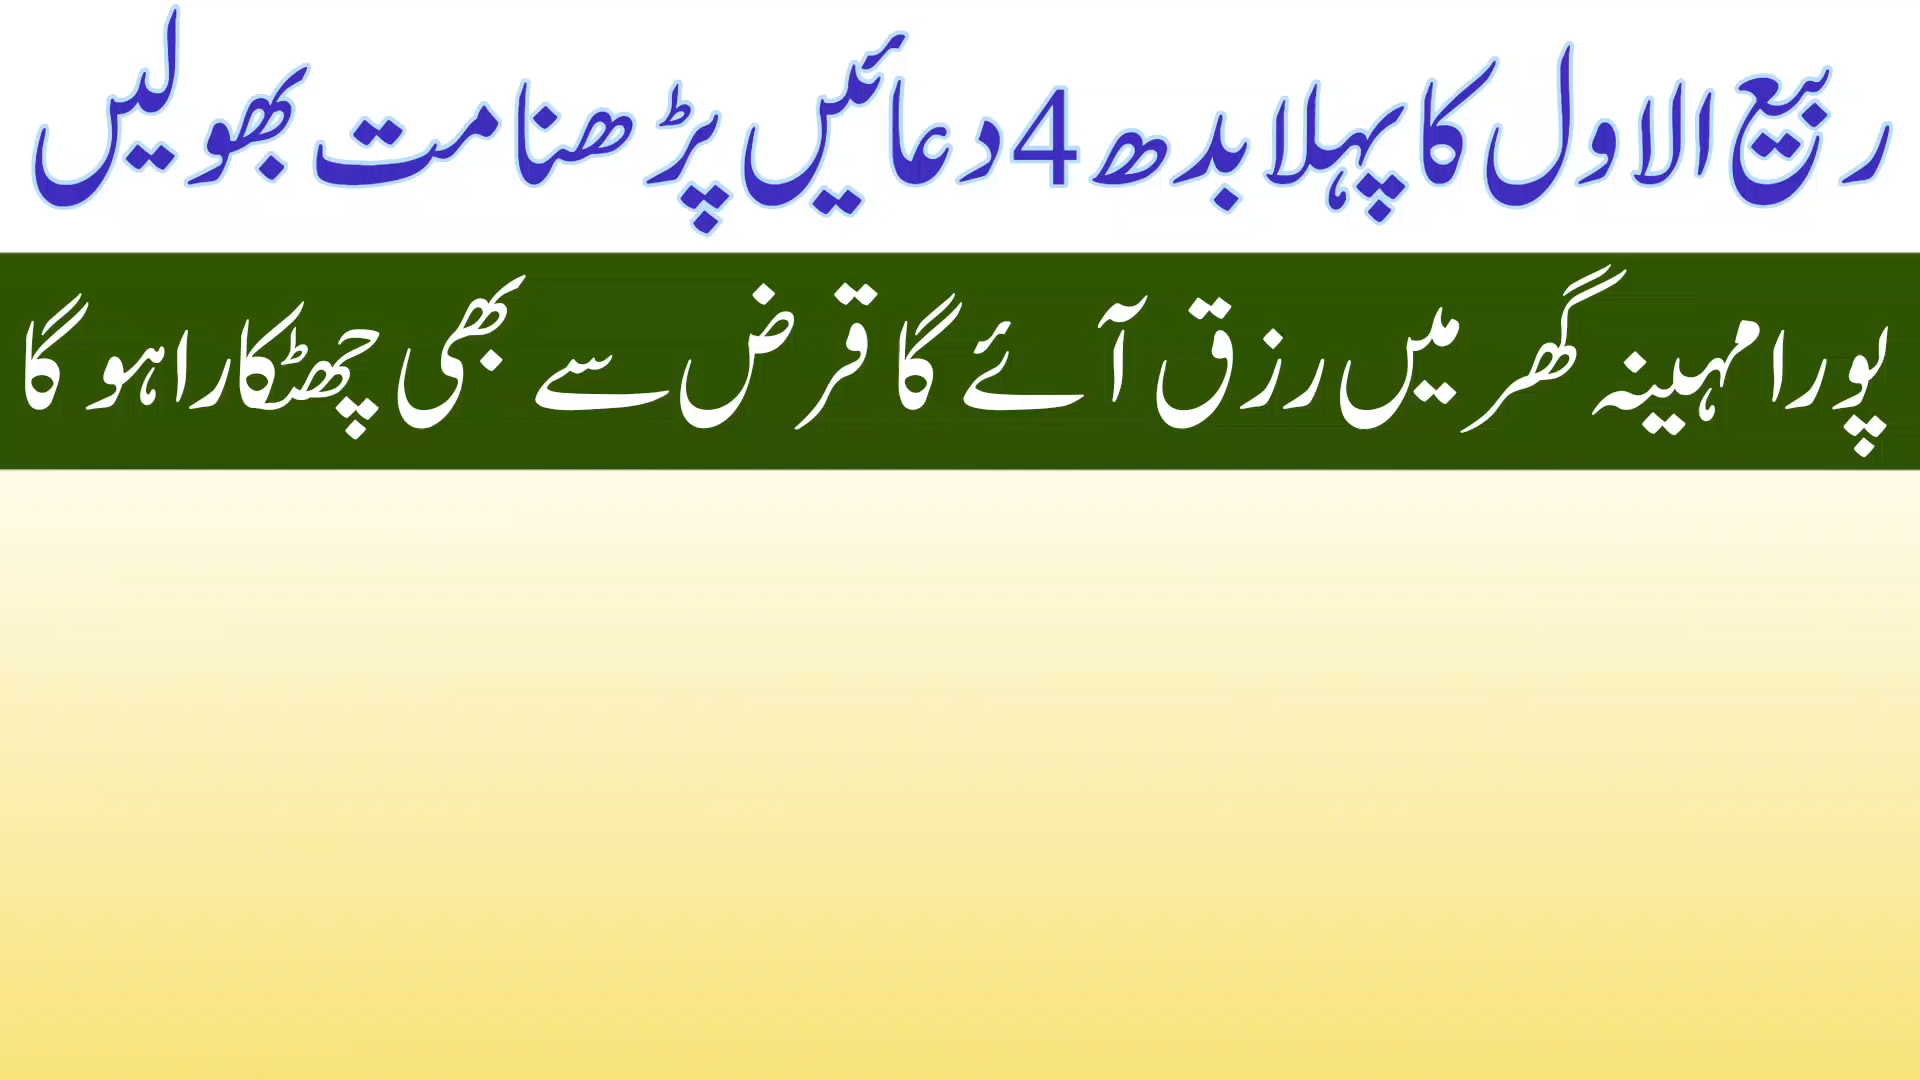 ربیع الاول کا پہلا بدھ 4 دعائیں پڑھنا مت بھولیں
پورا مہینہ گھر میں رزق آئے گا قرض سے بھی چھٹکارا ہو گا